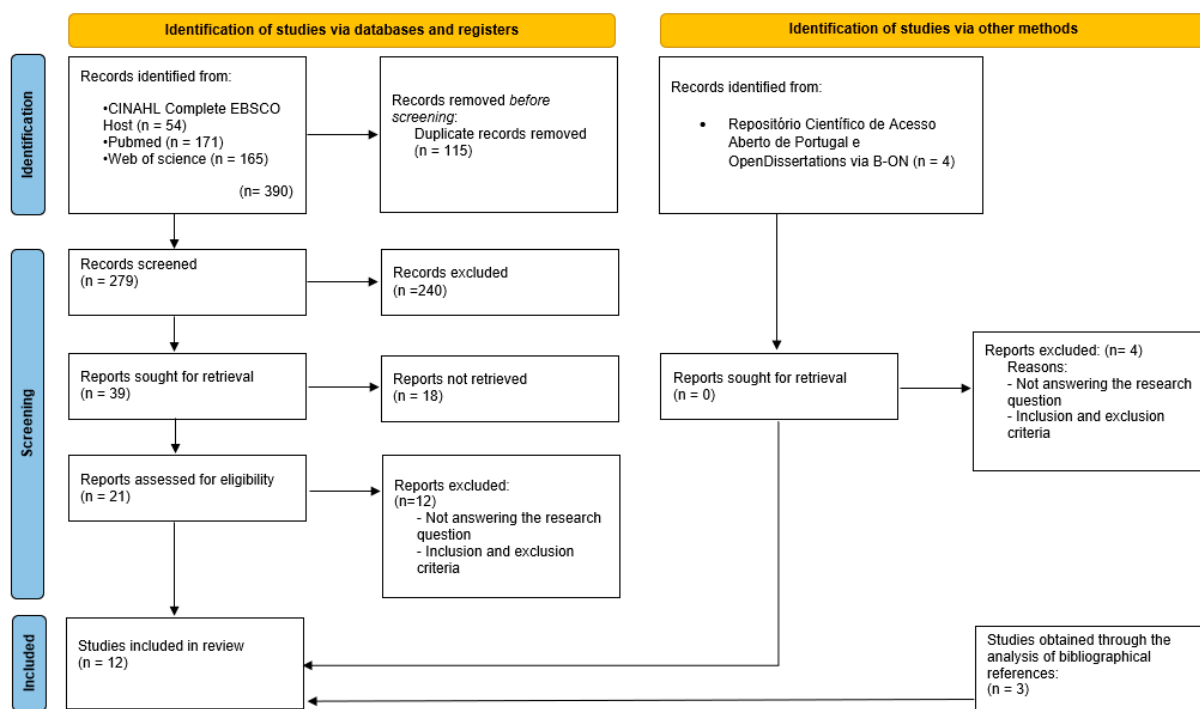 Identification of studies via databases and registers
Identification of studies via other methods
Identification
Records identified from:
•CINAHL Complete EBSCO
Host (n = 54)
•Pubmed (n = 171)
•Web of science (n = 165)
(n= 390)
Records removed before
screening:
Duplicate records removed
(n = 115)
Records identified from:
• Repositório Científico de Acesso
Aberto de Portugal e
OpenDissertations via B-ON (n = 4)
Screening
Records screened
(n = 279)
Records excluded
(n =240)
Reports sought for retrieval
(n = 39)
Reports not retrieved
(n = 18)
Reports sought for retrieval
(n = 0)
Reports excluded: (n= 4)
Reasons:
- Not answering the research
question
- Inclusion and exclusion
criteria
Reports assessed for eligibility
(n = 21)
Reports excluded:
(n=12)
- Not answering the research
question
- Inclusion and exclusion
criteria
Included
Studies included in review
(n = 12)
Studies obtained through the
analysis of bibliographical
references:
(n = 3)